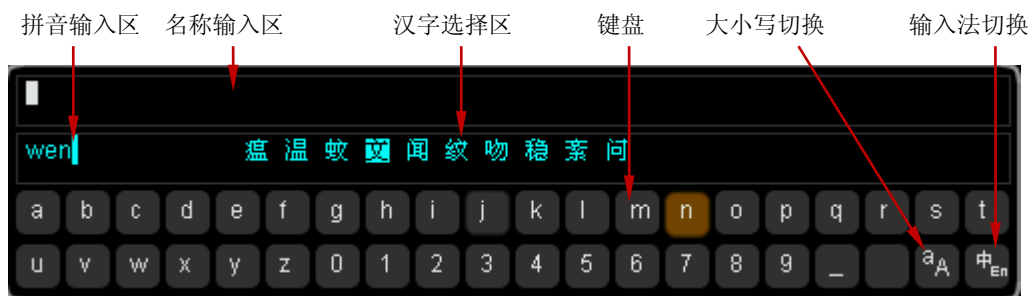 拼音输入区 名称输入区 汉字选择区 键盘 大小写切换 输入法切换
wen 瘟 温 蚊 文 闻 纹 吻 稳 紊 问
a b c d e f g h i j k l m n o p q r s t
u v w x y z 0 1 2 3 4 5 6 7 8 9 _ aA 中En